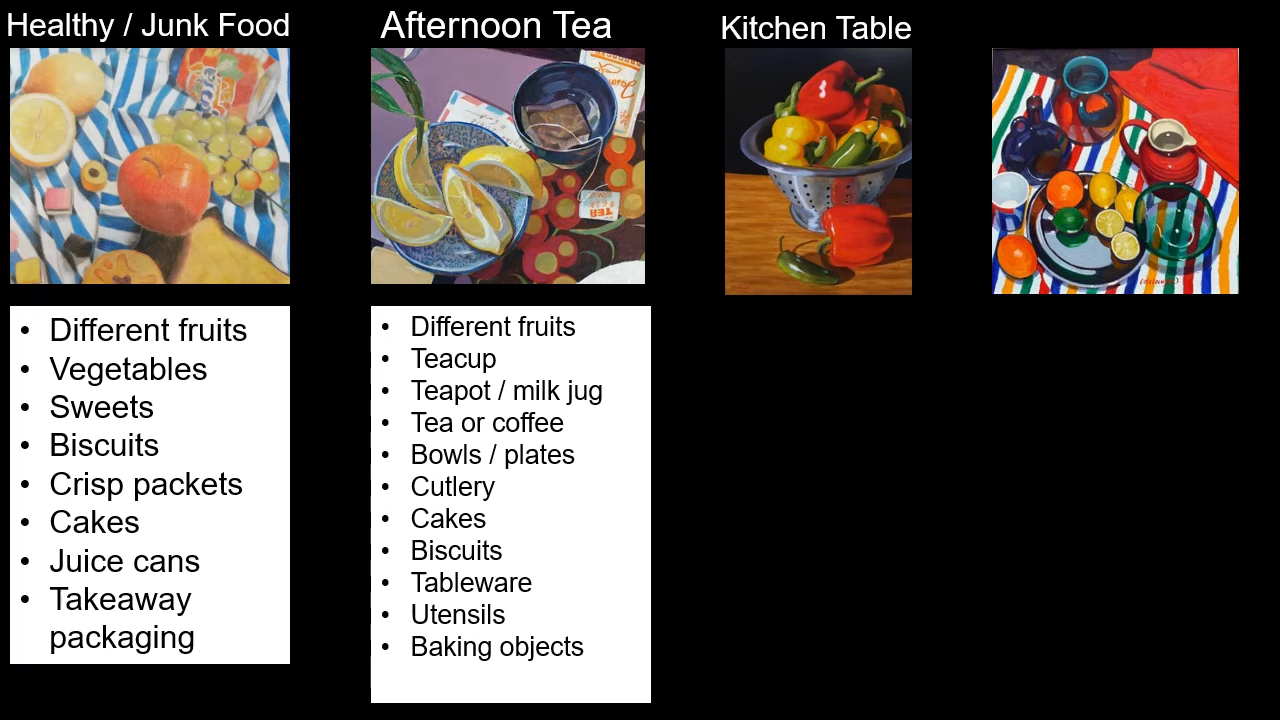 Healthy / Junk Food
Afternoon Tea
Kitchen Table
• Different fruits
• Vegetables
• Sweets
• Biscuits
• Crisp packets
• Cakes
• Juice cans
• Takeaway
packaging
• Different fruits
• Teacup
• Teapot / milk jug
• Tea or coffee
• Bowls / plates
• Cutlery
• Cakes
• Biscuits
• Tableware
• Utensils
• Baking objects
TEA